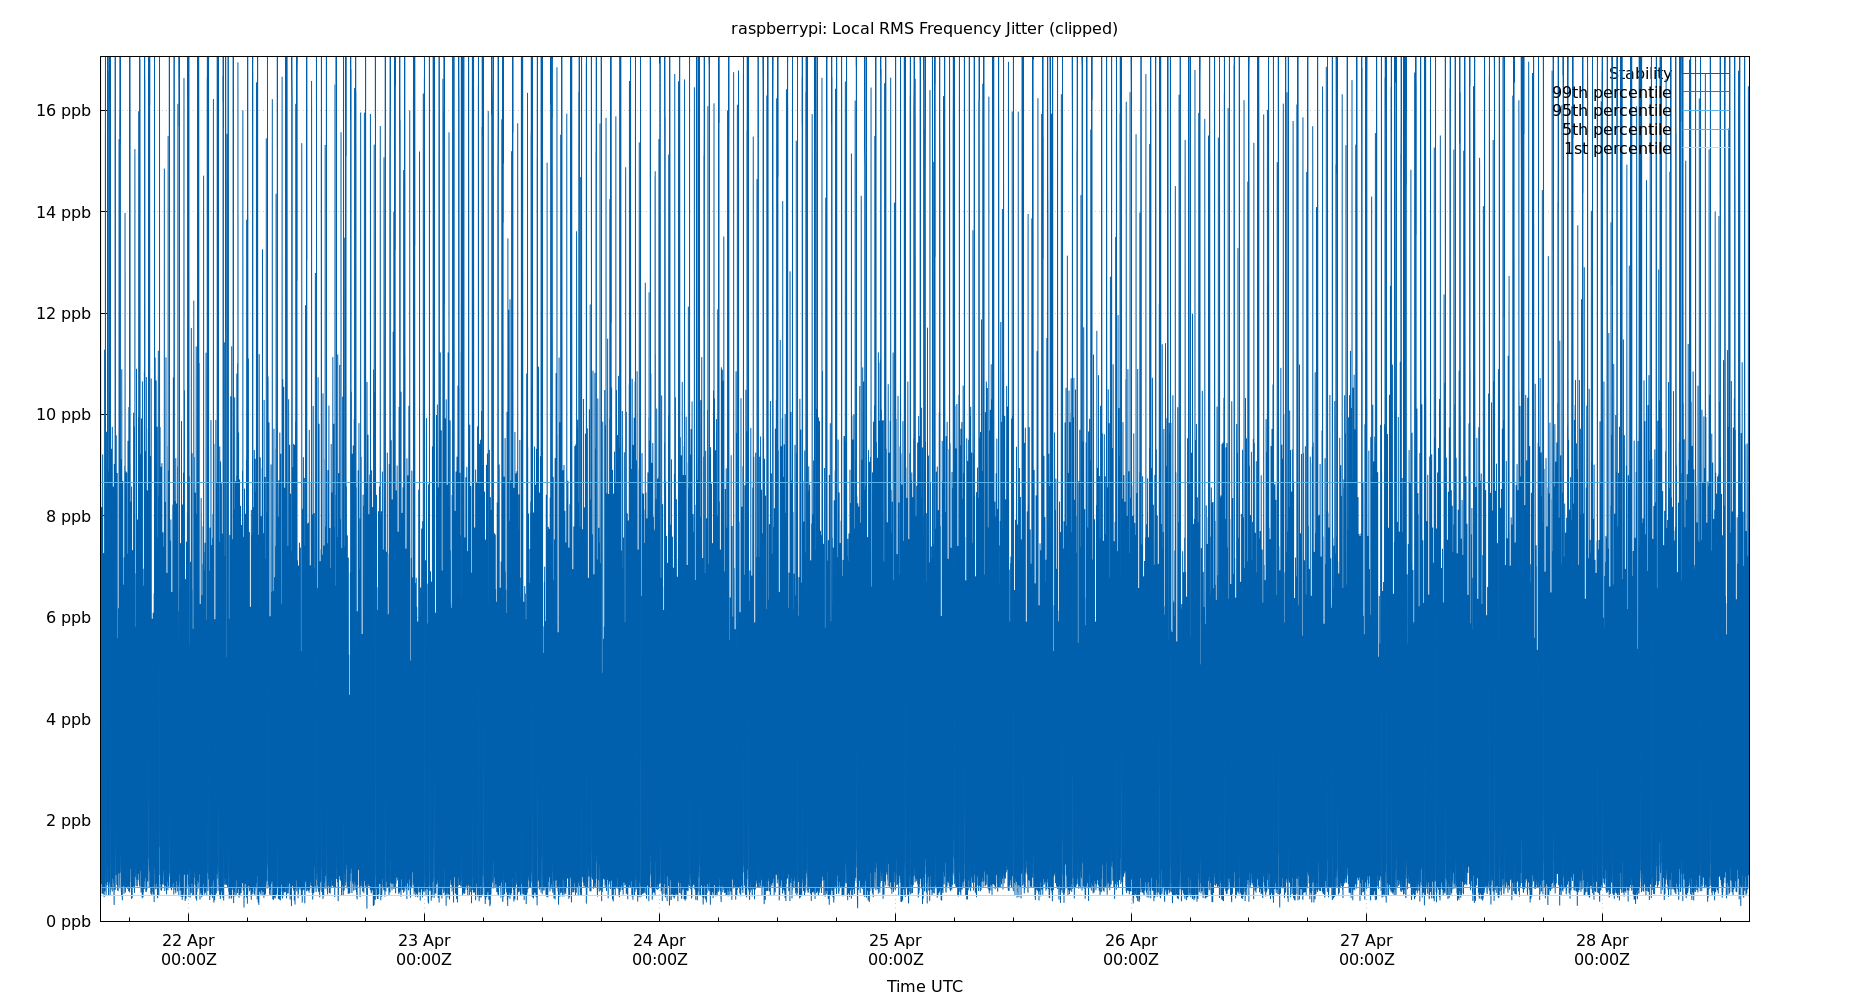 raspberrypi: Local RMS Frequency Jitter (clipped)
Stability
99th percentile
95th percentile
5th percentile
1st percentile
16 ppb
14 ppb
12 ppb
10 ppb
8 ppb
6 ppb
4 ppb
2 ppb
0 ppb
22 Apr 23 Apr 24 Apr 25 Apr 26 Apr 27 Apr 28 Apr
00:00Z 00:00Z 00:00Z 00:00Z 00:00Z 00:00Z 00:00Z
Time UTC